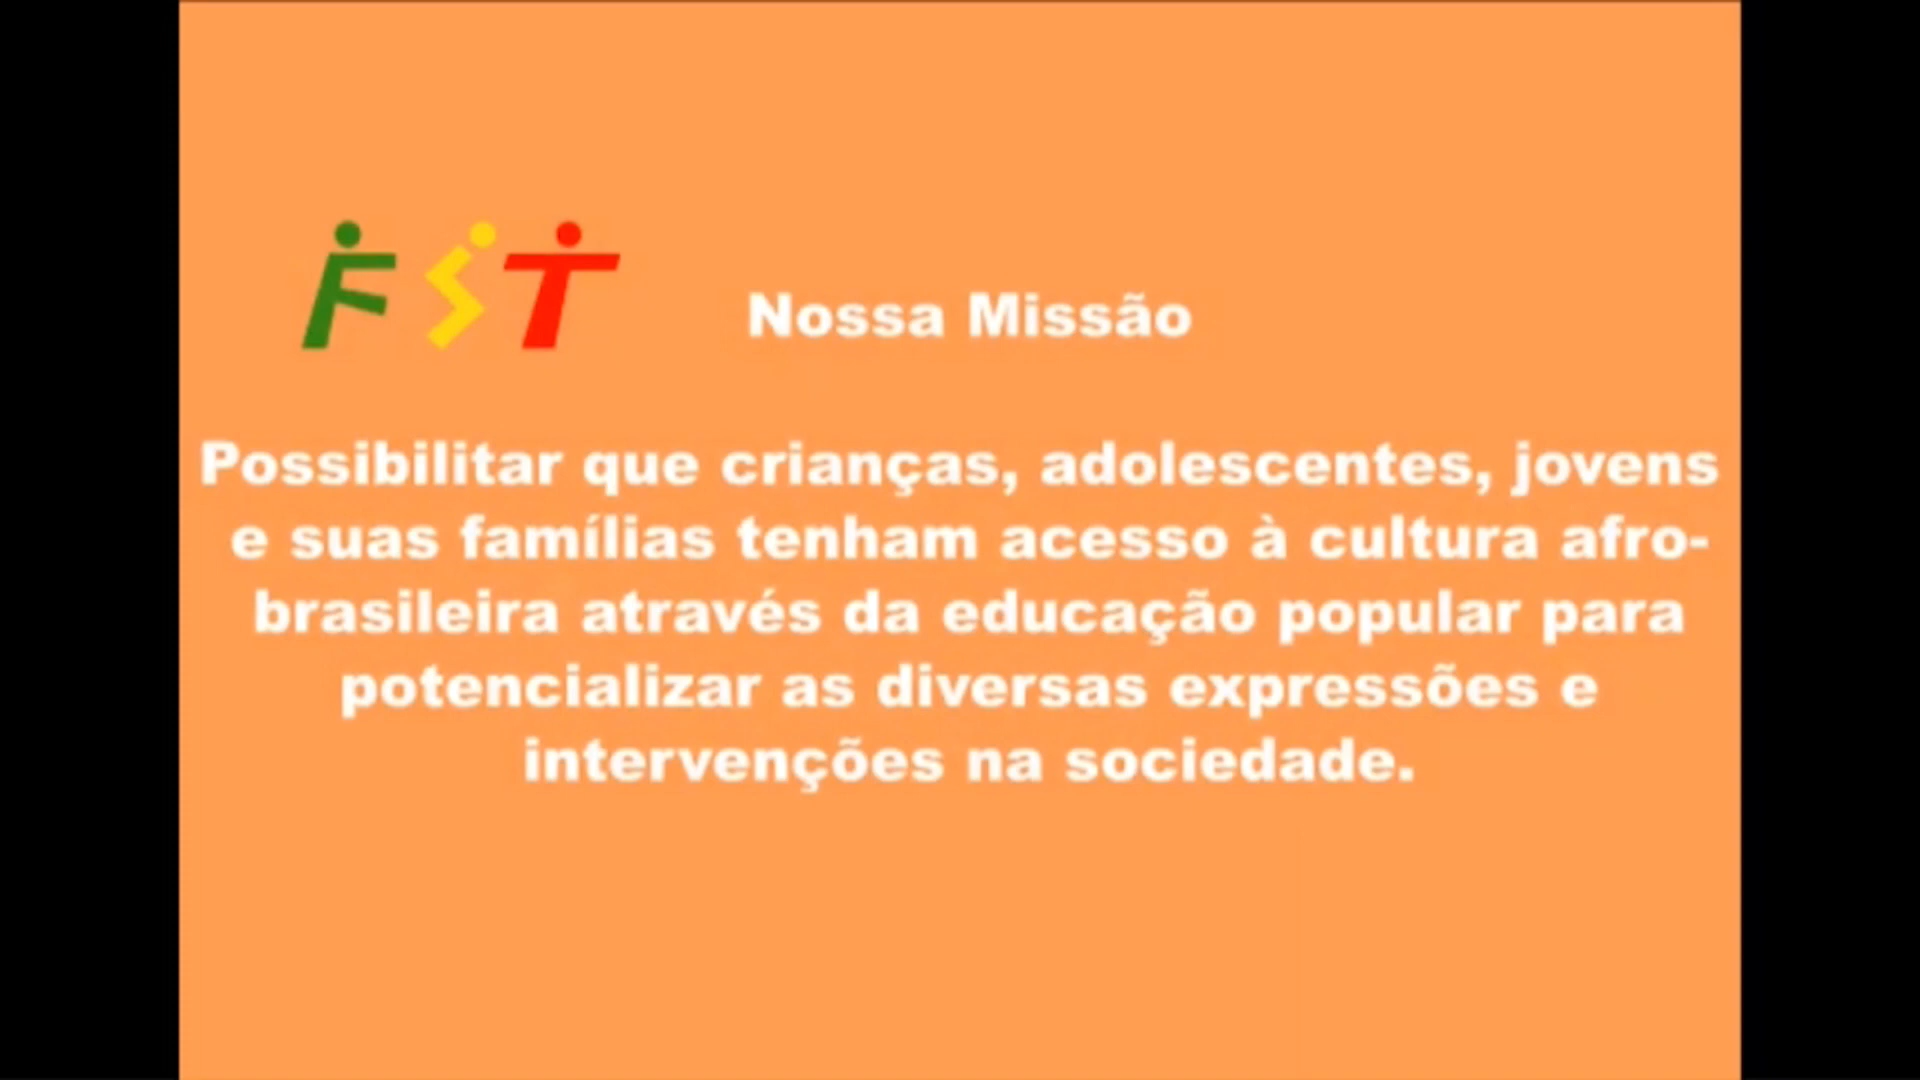 FST
Nossa Missão
Possibilitar que crianças, adolescentes, jovens
e suas famílias tenham acesso à cultura afro-
brasileira através da educação popular para
potencializar as diversas expressões e
intervenções na sociedade.